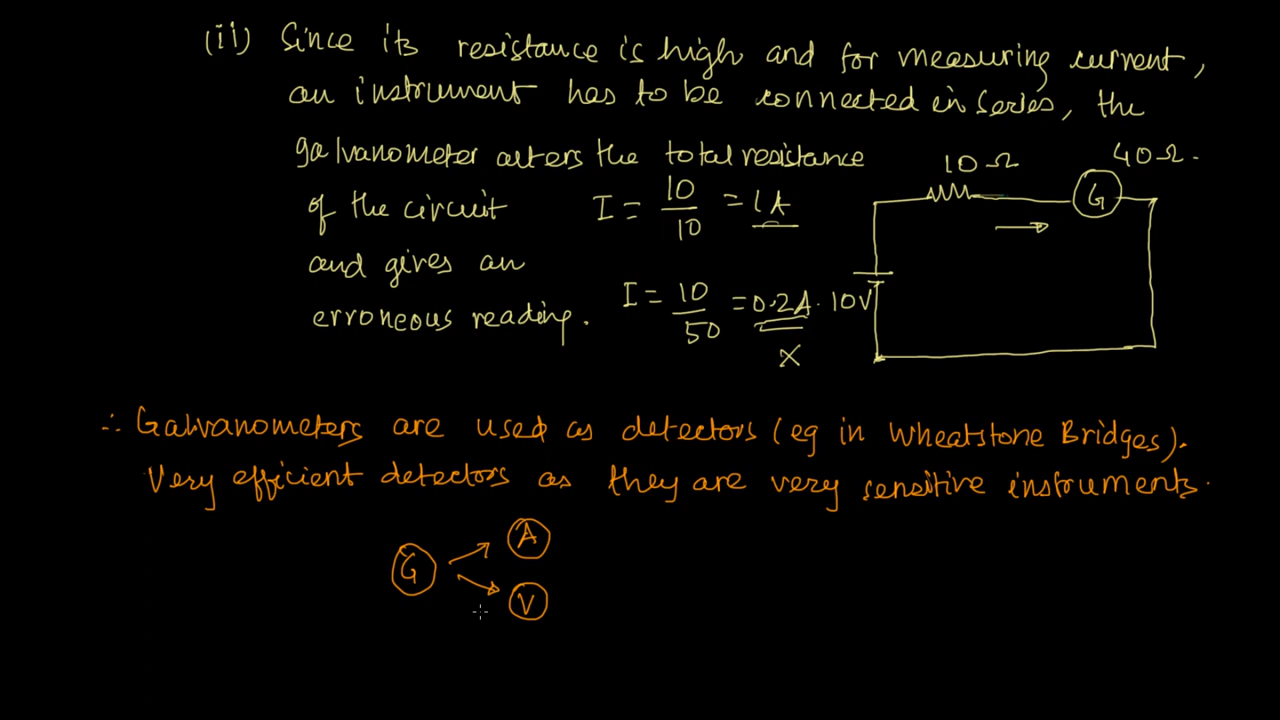 (ii) Since its resistance is high and for measuring current,
an instrument has to be connected in series, the
galvanometer alters the total resistance
10Ω 40Ω.
of the circuit I = 10/10 = 1A
G
and gives an
erroneous reading. I = 10/50 = 0.2A. 10V
X
∴ Galvanometers are used as detectors (eg in Wheatstone Bridges).
Very efficient detectors as they are very sensitive instruments.
A
G
V